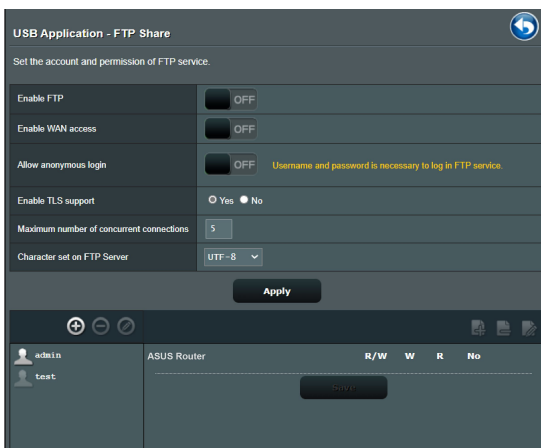 USB Application - FTP Share
Set the account and permission of FTP service.
Enable FTP OFF
Enable WAN access OFF
Allow anonymous login OFF Username and password is necessary to log in FTP service.
Enable TLS support Yes No
Maximum number of concurrent connections 5
Character set on FTP Server UTF-8
Apply
admin ASUS Router R/W W R No
test
Save